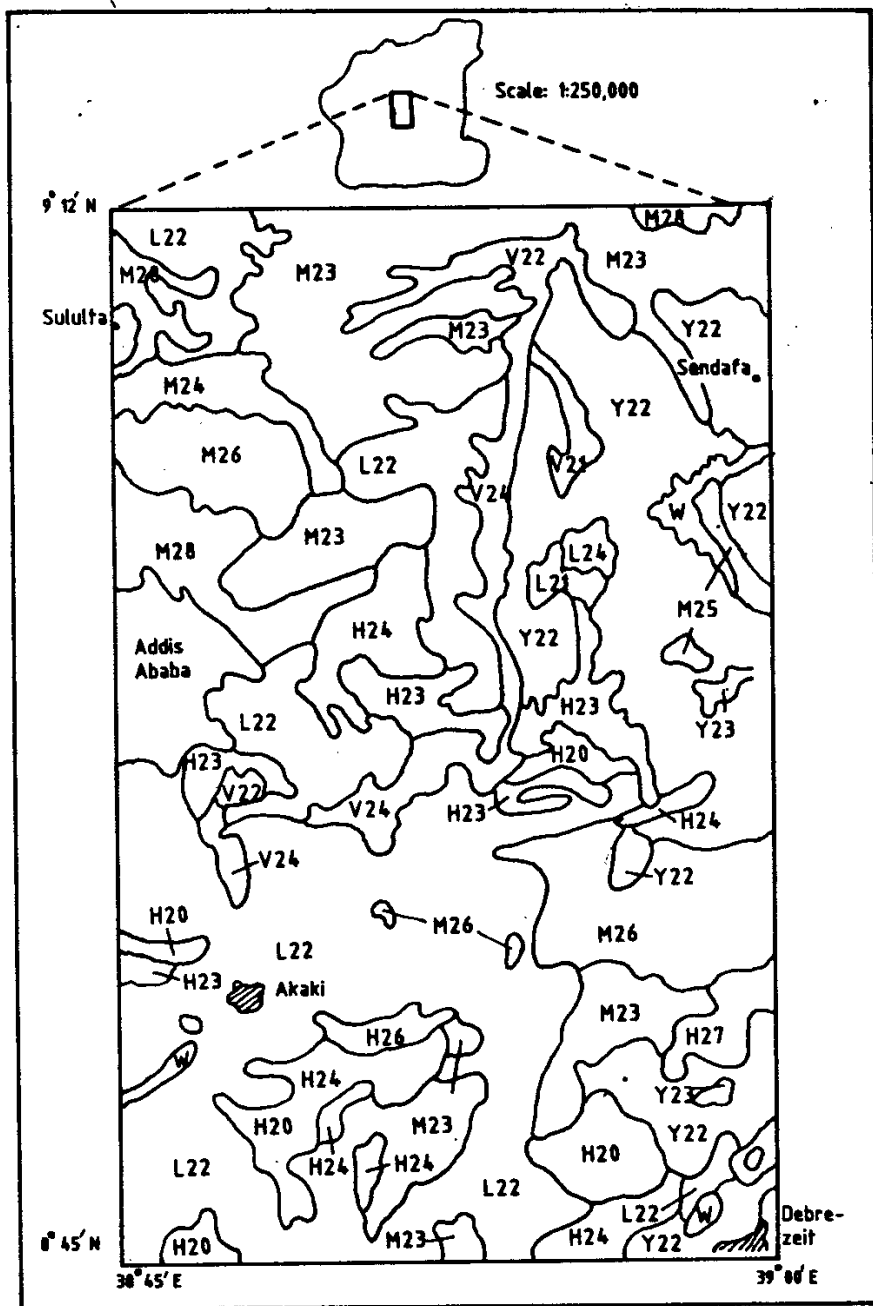 Scale: 1:250,000
9° 12′ N
M28
L22
V22
M23
M23
M28
Sululta
M23
Y22
Sendafa
M24
Y22
M26
L22
V21
V24
W
Y22
M23
L24
M28
L21
M25
H24
Y22
Addis
Ababa
H23
H23
Y23
L22
H20
H23
V22
V24
H23
H24
V24
Y22
H20
M26
L22
M26
H23
Akaki
M23
H26
H27
W
H24
Y23
M23
H20
Y22
H24
H24
H20
L22
L22
L22
W
Debre-
zeit
8° 45′ N
H20
M23
H24
Y22
38° 45′ E
39° 00′ E